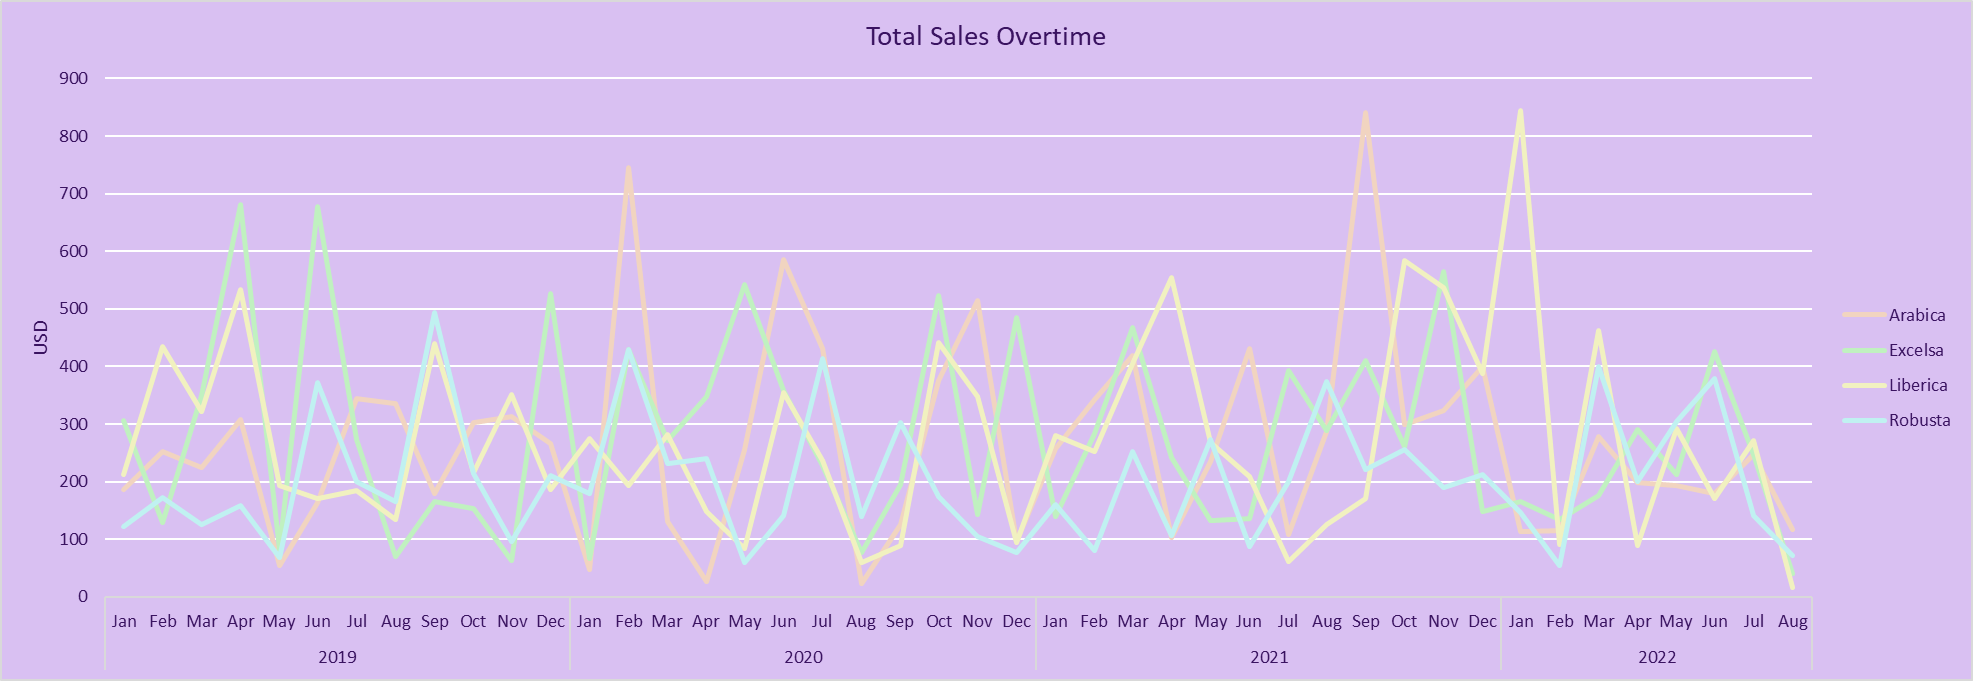 Total Sales Overtime
900
800
700
600
500
400
300
200
100
0
USD
Arabica
Excelsa
Liberica
Robusta
Jan Feb Mar Apr May Jun Jul Aug Sep Oct Nov Dec Jan Feb Mar Apr May Jun Jul Aug Sep Oct Nov Dec Jan Feb Mar Apr May Jun Jul Aug Sep Oct Nov Dec Jan Feb Mar Apr May Jun Jul Aug
2019 2020 2021 2022